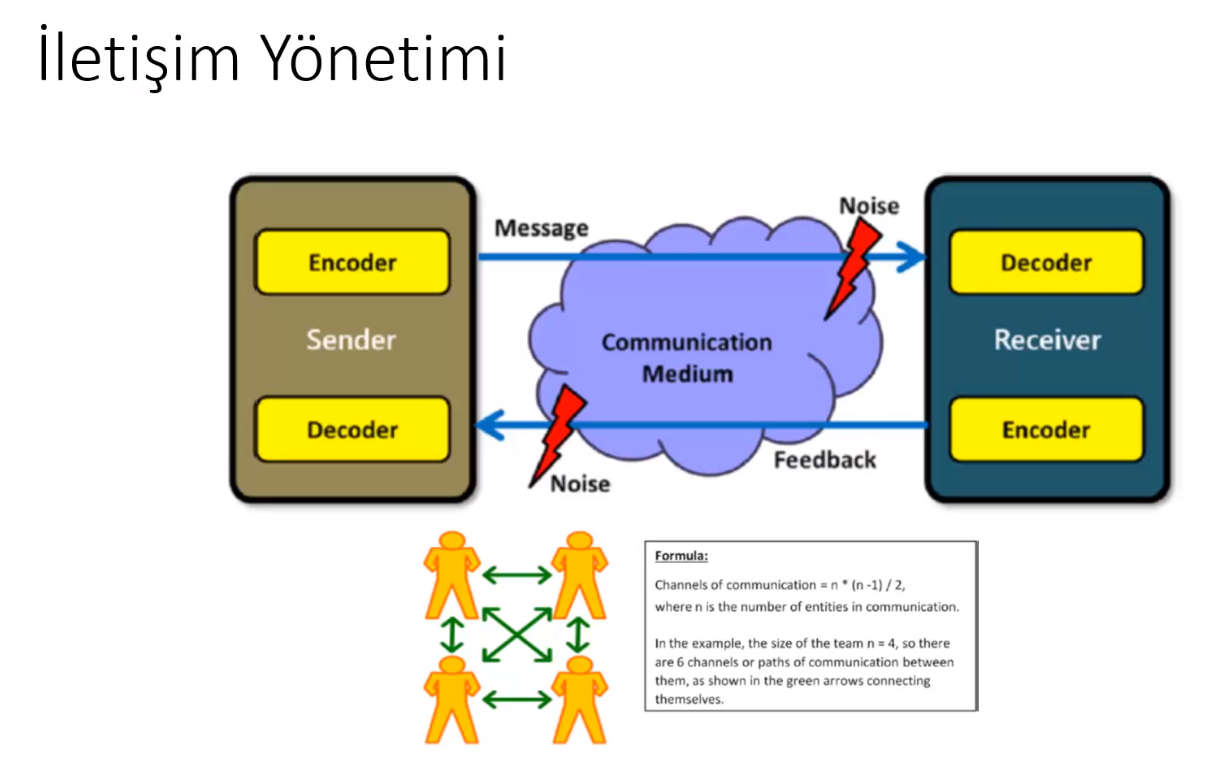 İletişim Yönetimi
Noise
Message
Encoder
Decoder
Sender
Communication
Medium
Receiver
Decoder
Encoder
Feedback
Noise
Formula:
Channels of communication = n * (n -1) / 2,
where n is the number of entities in communication.
In the example, the size of the team n = 4, so there
are 6 channels or paths of communication between
them, as shown in the green arrows connecting
themselves.